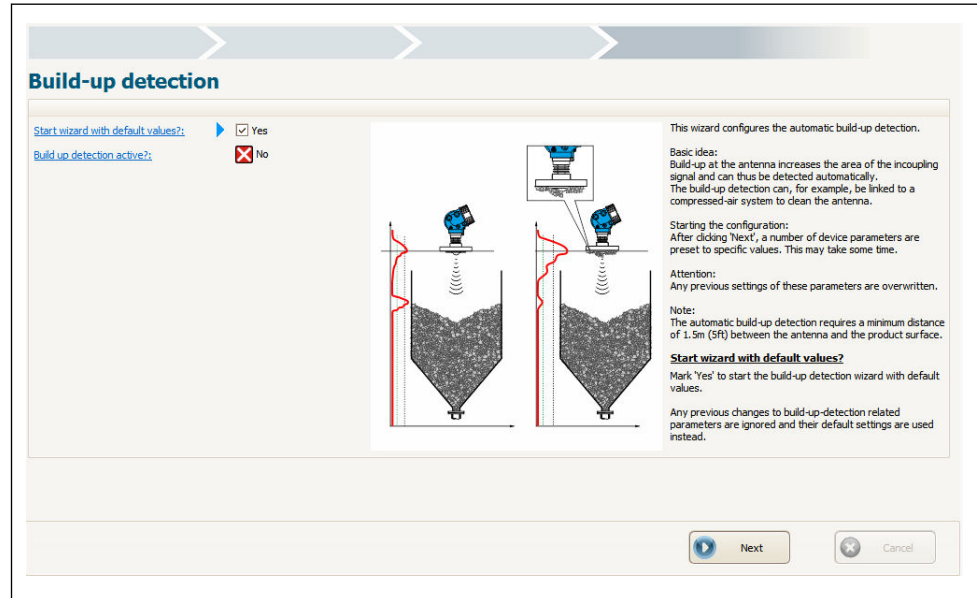 Build-up detection
Start wizard with default values?:
Yes
Build up detection active?:
No
This wizard configures the automatic build-up detection.
Basic idea:
Build-up at the antenna increases the area of the incoupling
signal and can thus be detected automatically.
The build-up detection can, for example, be linked to a
compressed-air system to clean the antenna.
Starting the configuration:
After clicking 'Next', a number of device parameters are
preset to specific values. This may take some time.
Attention:
Any previous settings of these parameters are overwritten.
Note:
The automatic build-up detection requires a minimum distance
of 1.5m (5ft) between the antenna and the product surface.
Start wizard with default values?
Mark 'Yes' to start the build-up detection wizard with default
values.
Any previous changes to build-up-detection related
parameters are ignored and their default settings are used
instead.
Next
Cancel